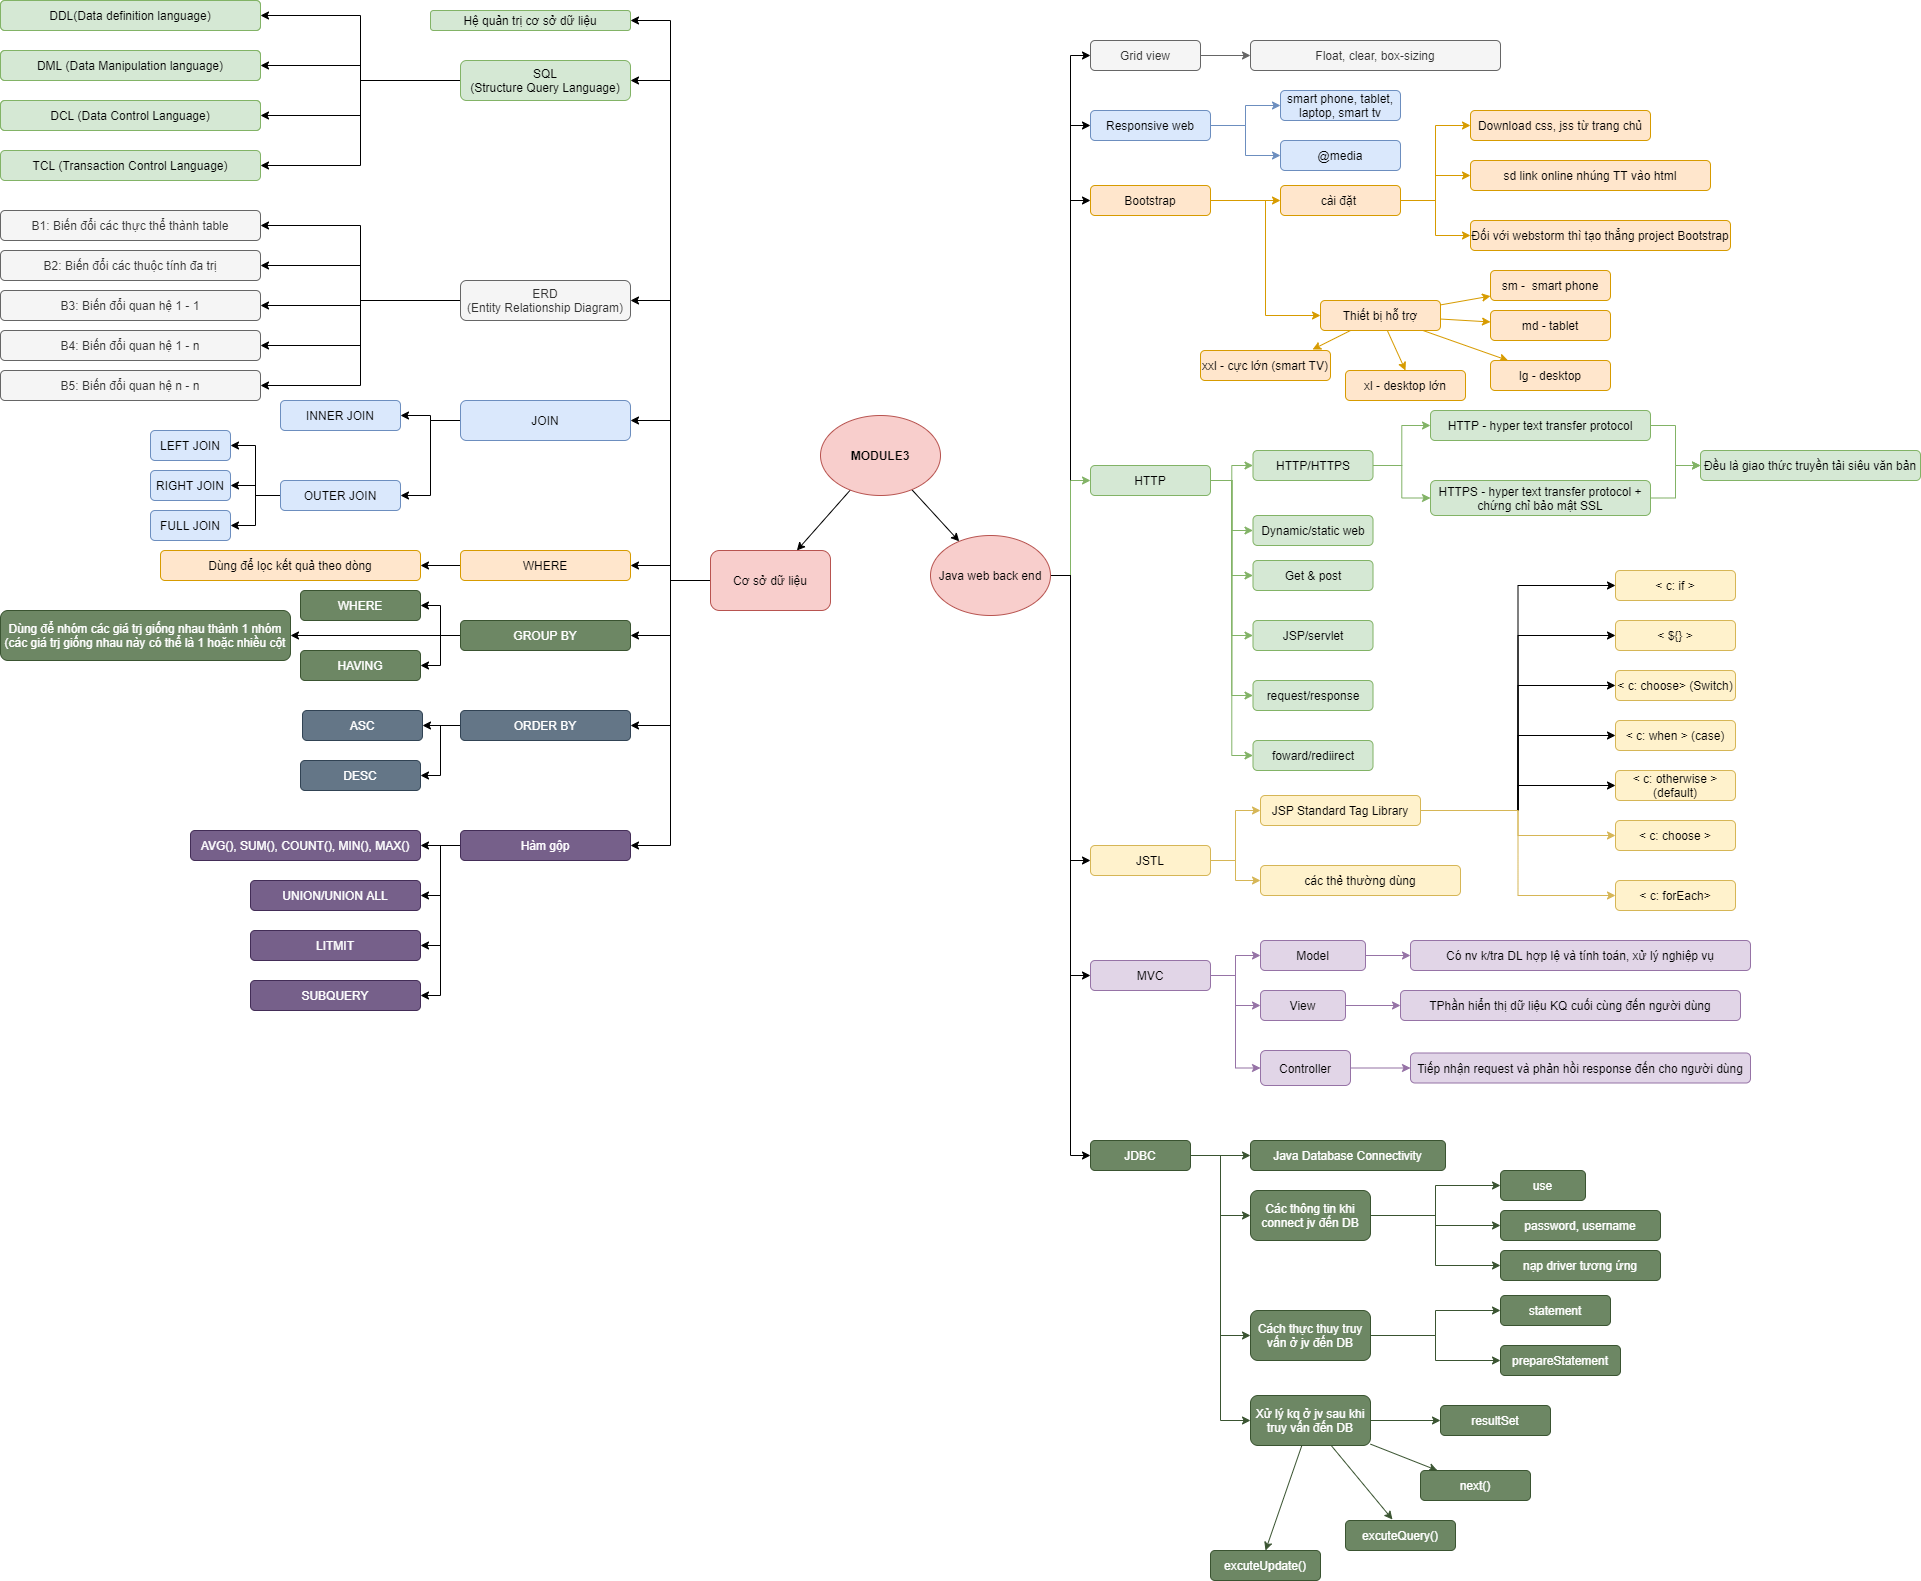 DDL(Data definition language)
DML (Data Manipulation language)
DCL (Data Control Language)
TCL (Transaction Control Language)
Hệ quản trị cơ sở dữ liệu
SQL
(Structure Query Language)
B1: Biến đổi các thực thể thành table
B2: Biến đổi các thuộc tính đa trị
B3: Biến đổi quan hệ 1 - 1
B4: Biến đổi quan hệ 1 - n
B5: Biến đổi quan hệ n - n
ERD
(Entity Relationship Diagram)
INNER JOIN
JOIN
LEFT JOIN
RIGHT JOIN
FULL JOIN
OUTER JOIN
Dùng để lọc kết quả theo dòng
WHERE
WHERE
Dùng để nhóm các giá trị giống nhau thành 1 nhóm
(các giá trị giống nhau này có thể là 1 hoặc nhiều cột
GROUP BY
HAVING
ASC
ORDER BY
DESC
AVG(), SUM(), COUNT(), MIN(), MAX()
Hàm gộp
UNION/UNION ALL
LITMIT
SUBQUERY
MODULE3
Cơ sở dữ liệu
Java web back end
Grid view
Float, clear, box-sizing
Responsive web
smart phone, tablet,
laptop, smart tv
@media
Bootstrap
cài đặt
Download css, jss từ trang chủ
sd link online nhúng TT vào html
Đối với webstorm thì tạo thẳng project Bootstrap
Thiết bị hỗ trợ
sm -  smart phone
md - tablet
lg - desktop
xl - desktop lớn
xxl - cực lớn (smart TV)
HTTP
HTTP/HTTPS
HTTP - hyper text transfer protocol
HTTPS - hyper text transfer protocol +
chứng chỉ bảo mật SSL
Đều là giao thức truyền tải siêu văn bản
Dynamic/static web
Get & post
JSP/servlet
request/response
foward/rediirect
JSTL
JSP Standard Tag Library
các thẻ thường dùng
< c: if >
< ${} >
< c: choose> (Switch)
< c: when > (case)
< c: otherwise >
(default)
< c: choose >
< c: forEach>
MVC
Model
Có nv k/tra DL hợp lệ và tính toán, xử lý nghiệp vụ
View
TPhần hiển thị dữ liệu KQ cuối cùng đến người dùng
Controller
Tiếp nhận request và phản hồi response đến cho người dùng
JDBC
Java Database Connectivity
Các thông tin khi
connect jv đến DB
use
password, username
nạp driver tương ứng
Cách thực thuy truy
vấn ở jv đến DB
statement
prepareStatement
Xử lý kq ở jv sau khi
truy vấn đến DB
resultSet
next()
excuteQuery()
excuteUpdate()